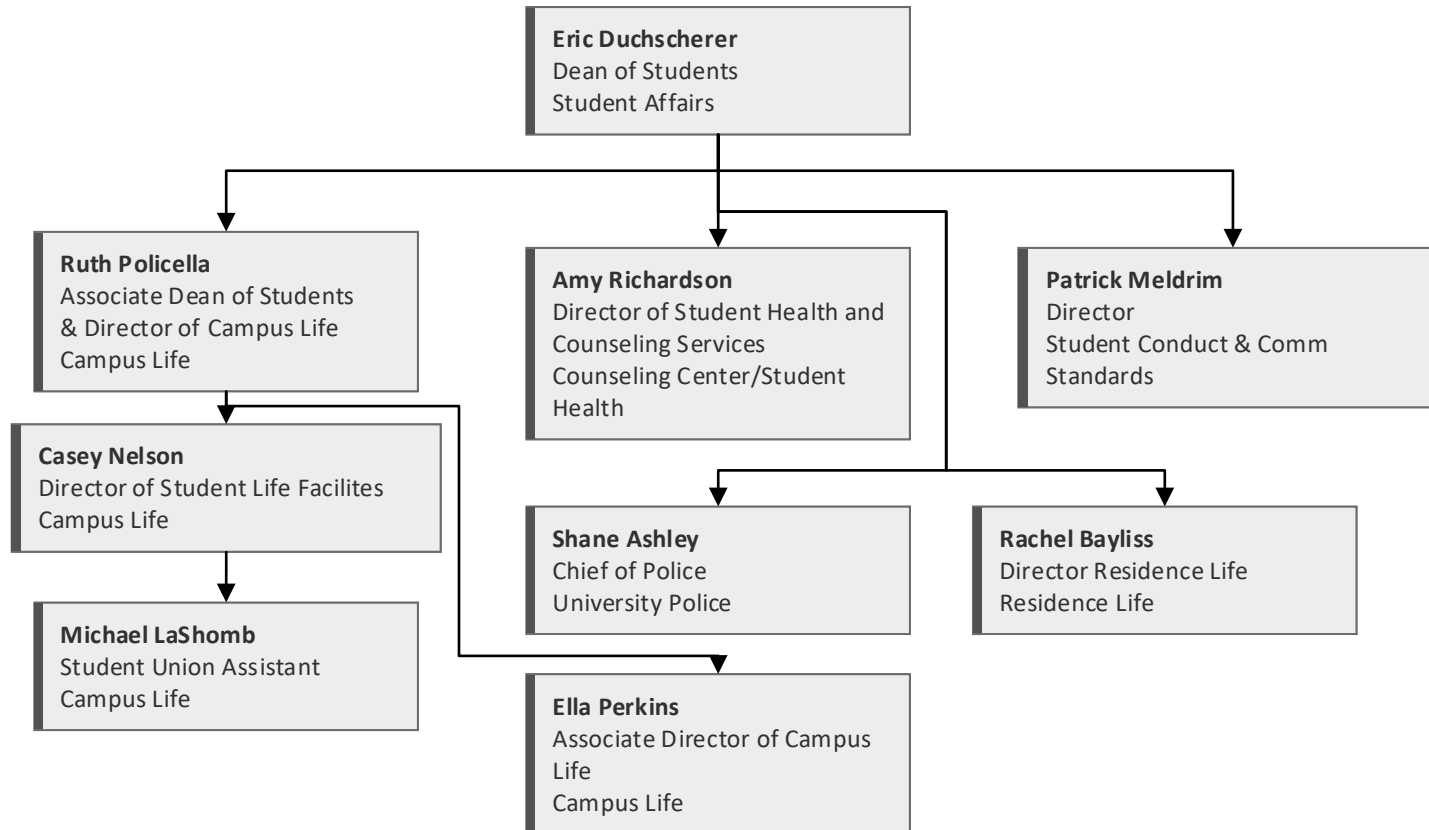 Eric Duchscherer
Dean of Students
Student Affairs
Ruth Policella
Associate Dean of Students
& Director of Campus Life
Campus Life
Amy Richardson
Director of Student Health and
Counseling Services
Counseling Center/Student
Health
Patrick Meldrim
Director
Student Conduct & Comm
Standards
Casey Nelson
Director of Student Life Facilites
Campus Life
Shane Ashley
Chief of Police
University Police
Rachel Bayliss
Director Residence Life
Residence Life
Michael LaShomb
Student Union Assistant
Campus Life
Ella Perkins
Associate Director of Campus
Life
Campus Life